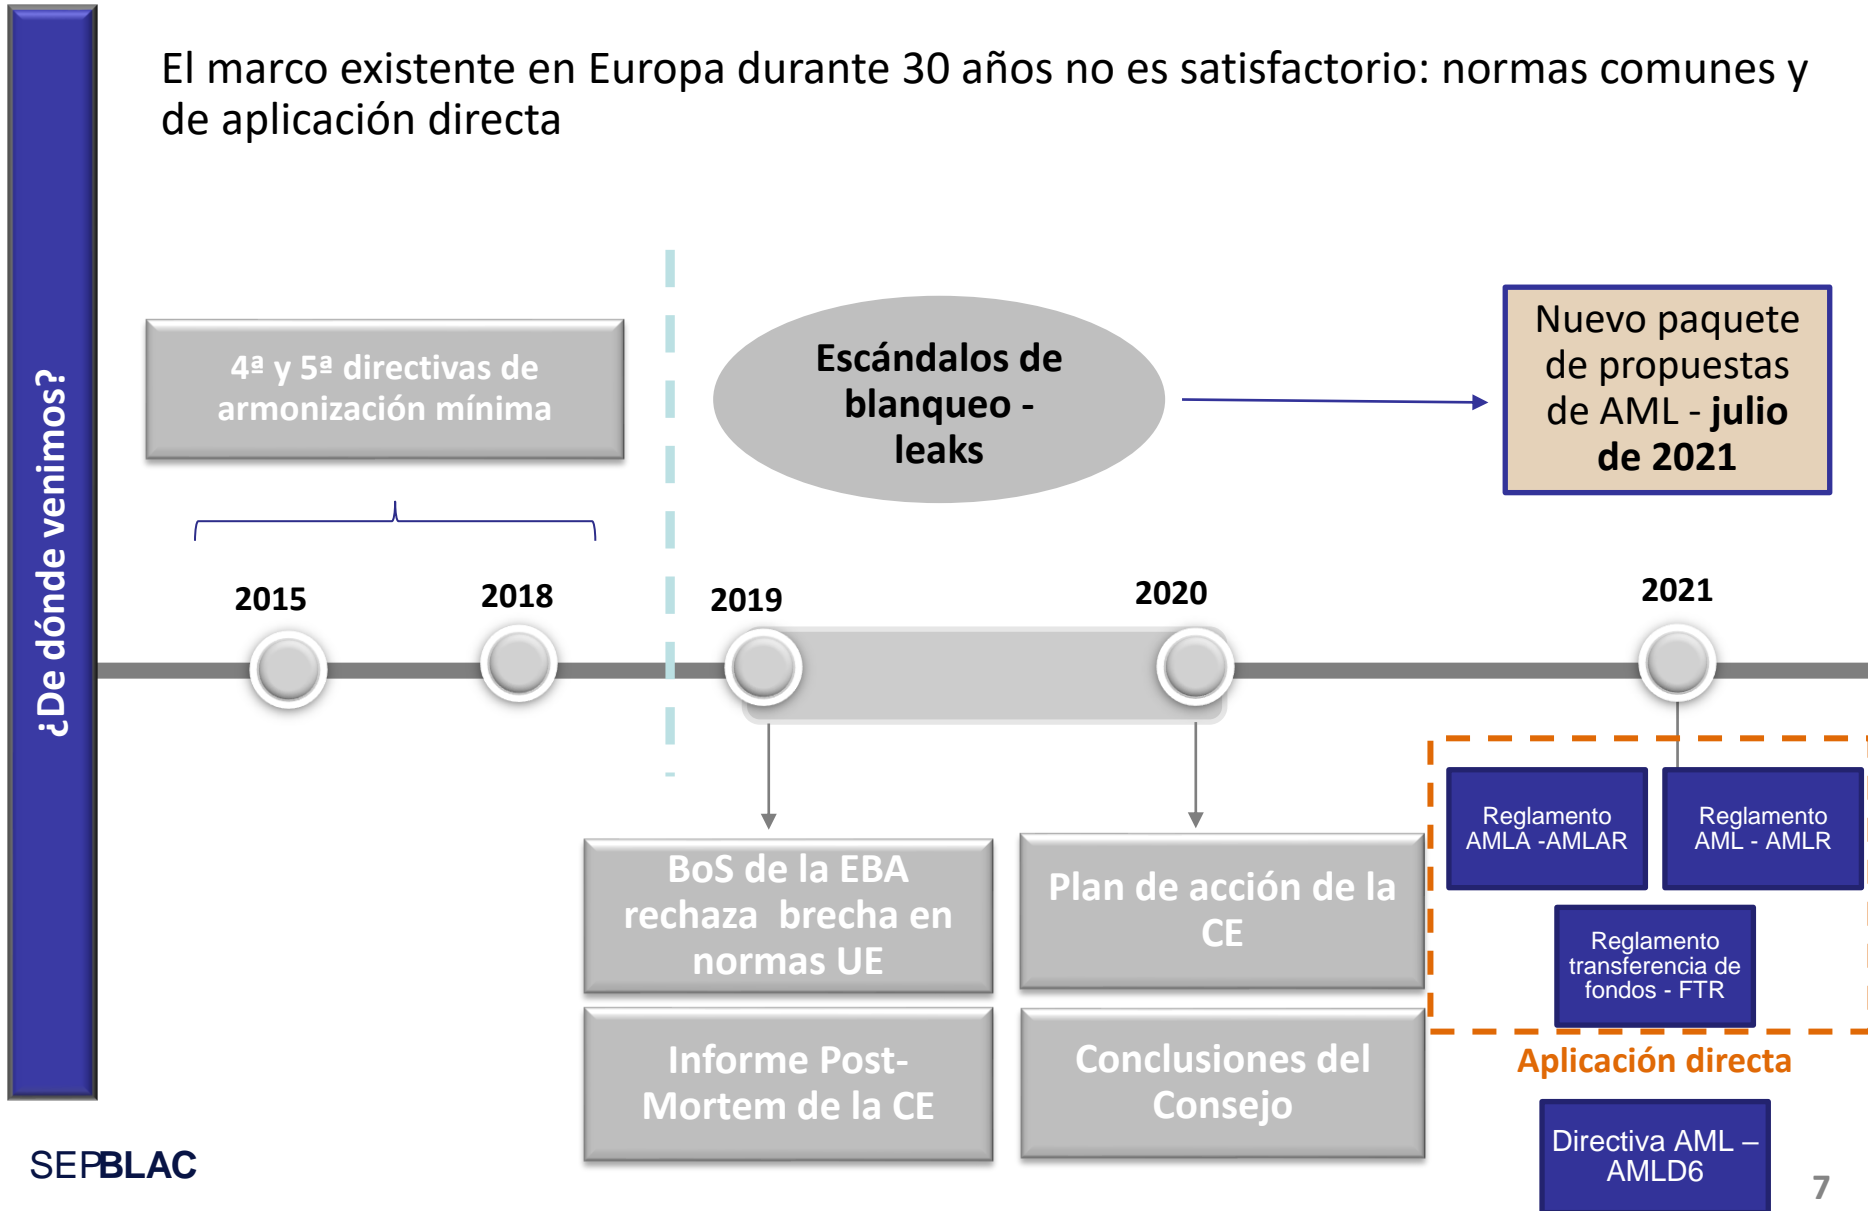 El marco existente en Europa durante 30 años no es satisfactorio: normas comunes y
de aplicación directa
¿De dónde venimos?
4ª y 5ª directivas de
armonización mínima
Escándalos de
blanqueo -
leaks
Nuevo paquete
de propuestas
de AML - julio
de 2021
2015
2018
2019
2020
2021
BoS de la EBA
rechaza  brecha en
normas UE
Informe Post-
Mortem de la CE
Plan de acción de la
CE
Conclusiones del
Consejo
Reglamento
AMLA -AMLAR
Reglamento
AML - AMLR
Reglamento
transferencia de
fondos - FTR
Aplicación directa
Directiva AML –
AMLD6
SEPBLAC
7